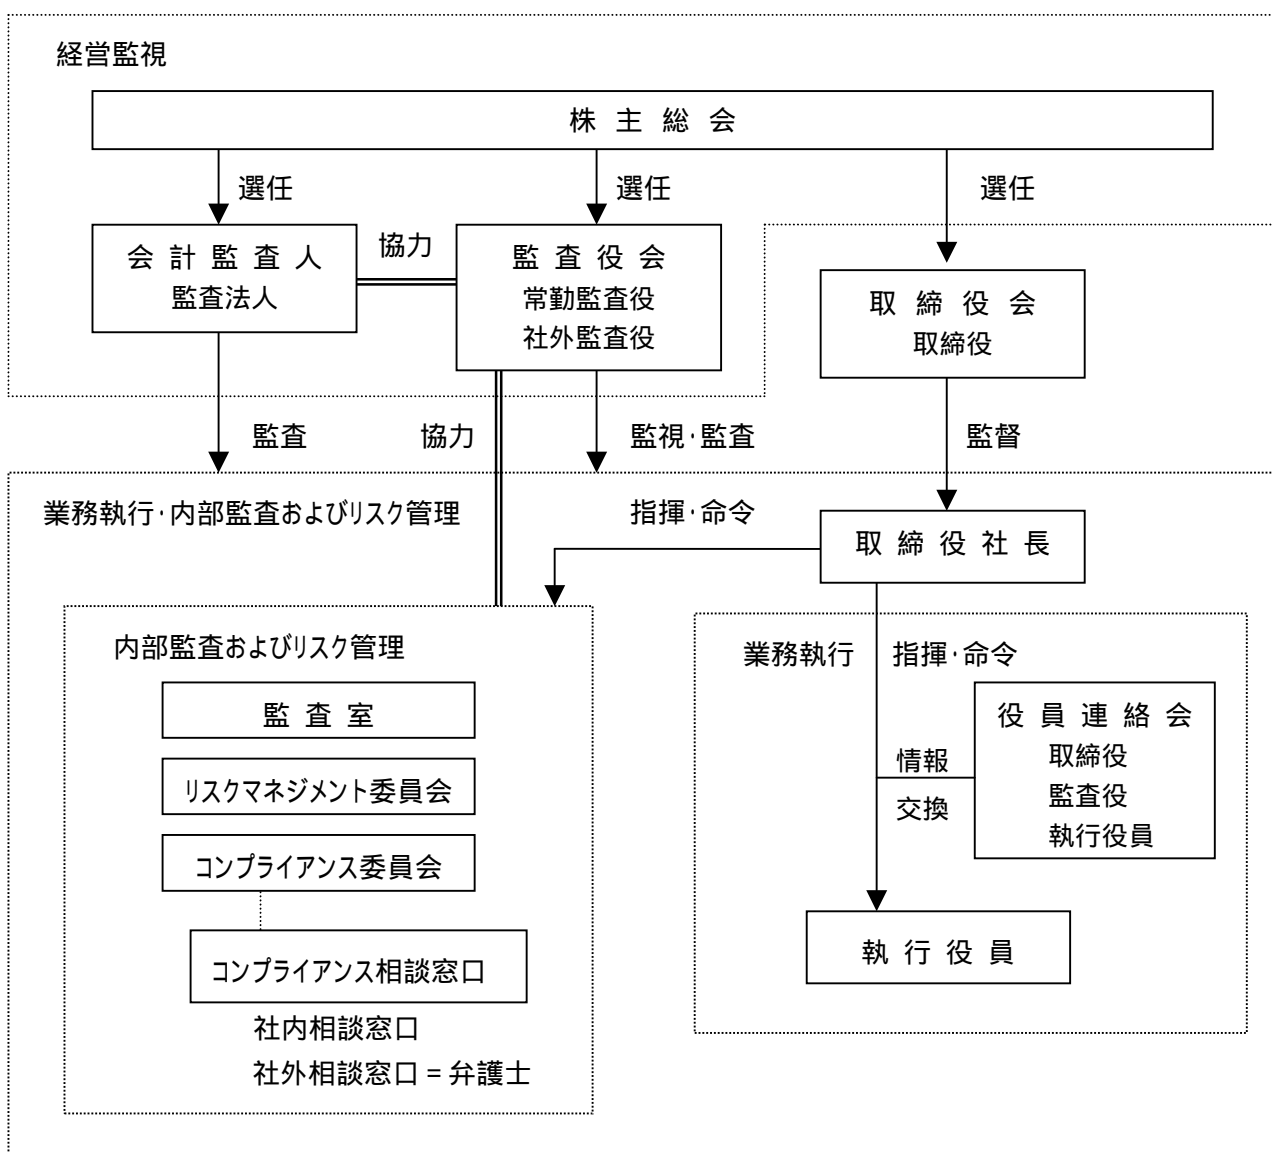 経営監視
株主総会
選任
選任
選任
会計監査人
監査法人
協力
監査役会
常勤監査役
社外監査役
取締役会
取締役
監査
協力
監視・監査
監督
業務執行・内部監査およびリスク管理
指揮・命令
取締役社長
内部監査およびリスク管理
監査室
リスクマネジメント委員会
コンプライアンス委員会
コンプライアンス相談窓口
社内相談窓口
社外相談窓口=弁護士
業務執行
指揮・命令
役員連絡会
取締役
監査役
執行役員
情報
交換
執行役員